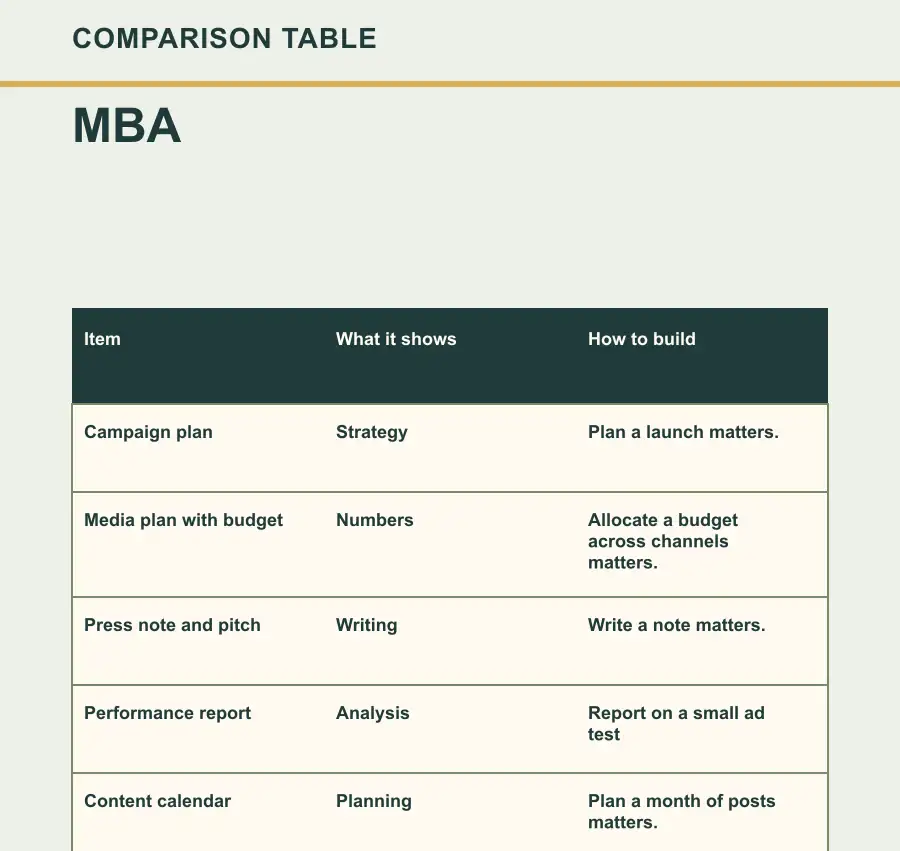 COMPARISON TABLE
MBA
Item
What it shows
How to build
Campaign plan
Strategy
Plan a launch matters.
Media plan with budget
Numbers
Allocate a budget
across channels
matters.
Press note and pitch
Writing
Write a note matters.
Performance report
Analysis
Report on a small ad
test
Content calendar
Planning
Plan a month of posts
matters.